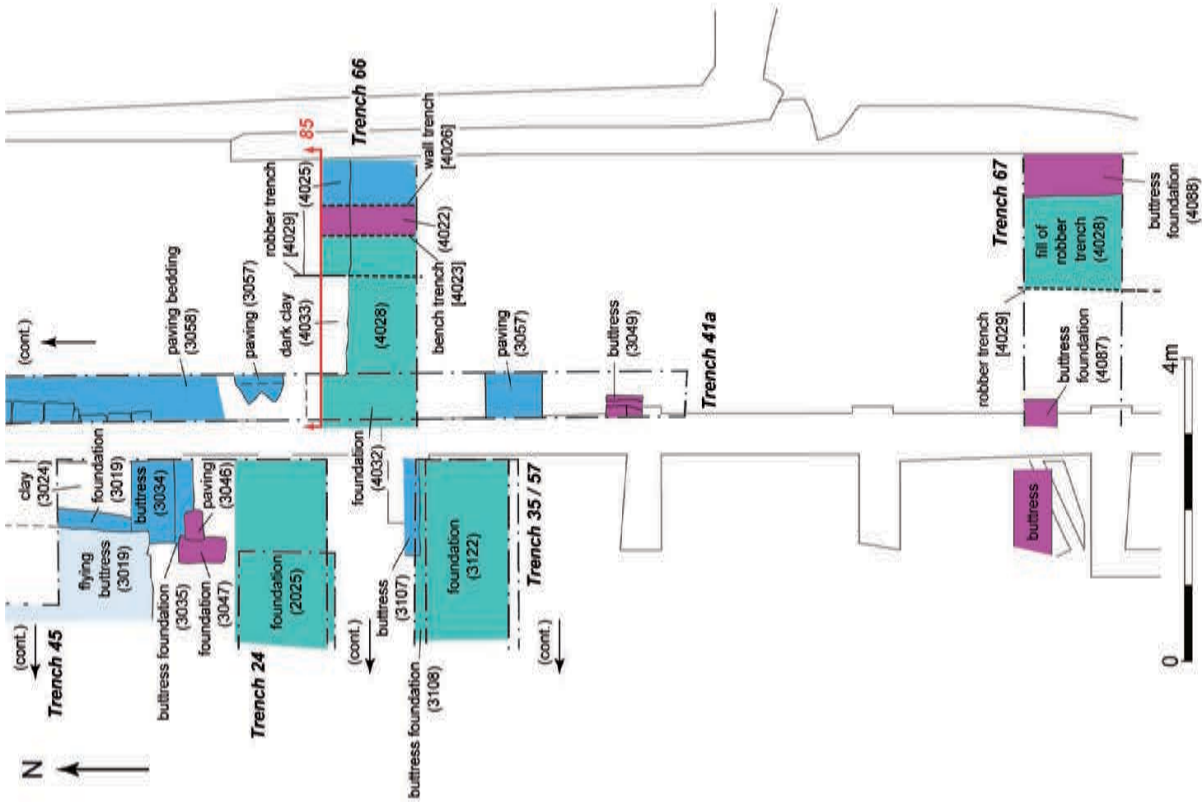 N
Trench 45
(cont.)
flying
buttress
(3019)
clay
(3024)
foundation
(3019)
buttress
(3034)
paving
(3046)
buttress foundation
(3035)
foundation
(3047)
Trench 24
foundation
(2025)
(cont.)
buttress
(3107)
buttress foundation
(3108)
foundation
(3122)
Trench 35 / 57
(cont.)
foundation
(4032)
(cont.)
paving bedding
(3058)
paving (3057)
dark clay
(4033)
robber trench
[4029]
(4025)
85
Trench 66
wall trench
[4026]
(4022)
bench trench
[4023]
(4028)
paving
(3057)
buttress
(3049)
Trench 41a
Trench 67
robber trench
[4029]
fill of
robber
trench
(4028)
buttress
foundation
(4088)
buttress
foundation
(4087)
buttress
0
4m